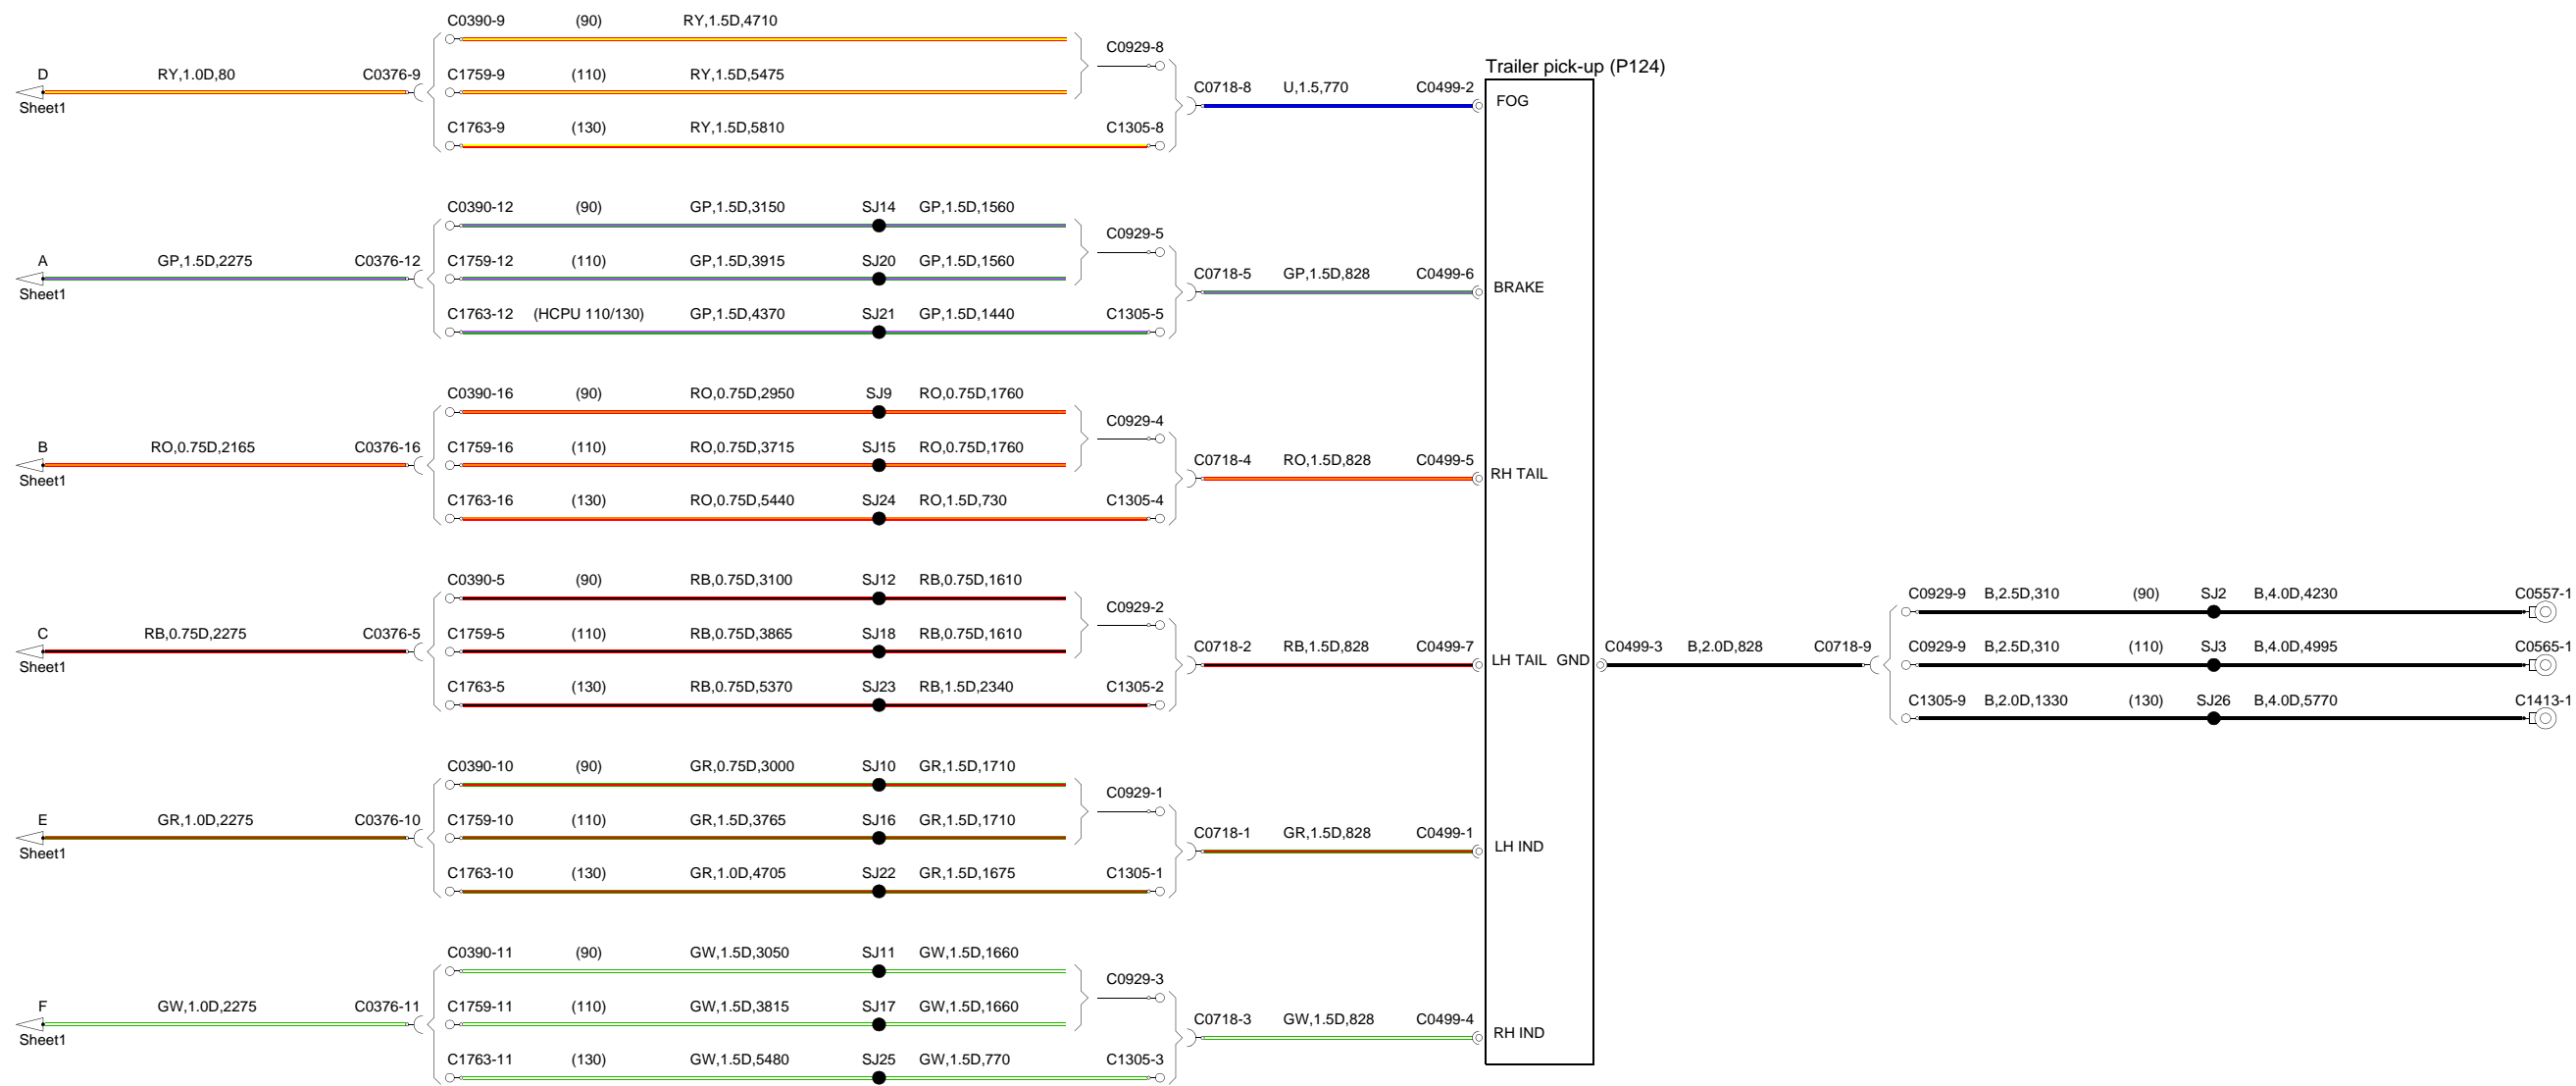 C0390-9 (90) RY,1.5D,4710
C0929-8
Trailer pick-up (P124)
D RY,1.0D,80 C0376-9 C1759-9 (110) RY,1.5D,5475
Sheet1
C0718-8 U,1.5,770 C0499-2 FOG
C1763-9 (130) RY,1.5D,5810 C1305-8
C0390-12 (90) GP,1.5D,3150 SJ14 GP,1.5D,1560
C0929-5
A GP,1.5D,2275 C0376-12 C1759-12 (110) GP,1.5D,3915 SJ20 GP,1.5D,1560
Sheet1
C0718-5 GP,1.5D,828 C0499-6 BRAKE
C1763-12 (HCPU 110/130) GP,1.5D,4370 SJ21 GP,1.5D,1440 C1305-5
C0390-16 (90) RO,0.75D,2950 SJ9 RO,0.75D,1760
C0929-4
B RO,0.75D,2165 C0376-16 C1759-16 (110) RO,0.75D,3715 SJ15 RO,0.75D,1760
Sheet1
C0718-4 RO,1.5D,828 C0499-5 RH TAIL
C1763-16 (130) RO,0.75D,5440 SJ24 RO,1.5D,730 C1305-4
C0390-5 (90) RB,0.75D,3100 SJ12 RB,0.75D,1610
C0929-9 B,2.5D,310 (90) SJ2 B,4.0D,4230 C0557-1
C0929-2
C RB,0.75D,2275 C0376-5 C1759-5 (110) RB,0.75D,3865 SJ18 RB,0.75D,1610
Sheet1
C0718-2 RB,1.5D,828 C0499-7 LH TAIL GND C0499-3 B,2.0D,828 C0718-9 C0929-9 B,2.5D,310 (110) SJ3 B,4.0D,4995 C0565-1
C1763-5 (130) RB,0.75D,5370 SJ23 RB,1.5D,2340 C1305-2
C1305-9 B,2.0D,1330 (130) SJ26 B,4.0D,5770 C1413-1
C0390-10 (90) GR,0.75D,3000 SJ10 GR,1.5D,1710
C0929-1
E GR,1.0D,2275 C0376-10 C1759-10 (110) GR,1.5D,3765 SJ16 GR,1.5D,1710
Sheet1
C0718-1 GR,1.5D,828 C0499-1 LH IND
C1763-10 (130) GR,1.0D,4705 SJ22 GR,1.5D,1675 C1305-1
C0390-11 (90) GW,1.5D,3050 SJ11 GW,1.5D,1660
C0929-3
F GW,1.0D,2275 C0376-11 C1759-11 (110) GW,1.5D,3815 SJ17 GW,1.5D,1660
Sheet1
C0718-3 GW,1.5D,828 C0499-4 RH IND
C1763-11 (130) GW,1.5D,5480 SJ25 GW,1.5D,770 C1305-3